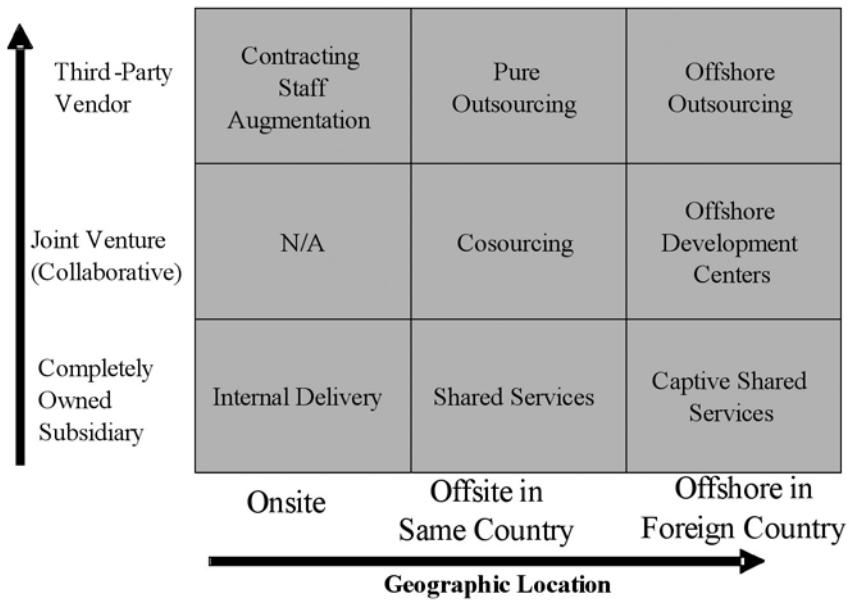 Third-Party
Vendor
Contracting
Staff
Augmentation
Pure
Outsourcing
Offshore
Outsourcing
Joint Venture
(Collaborative)
N/A
Cosourcing
Offshore
Development
Centers
Completely
Owned
Subsidiary
Internal Delivery
Shared Services
Captive Shared
Services
Onsite
Offsite in
Same Country
Offshore in
Foreign Country
Geographic Location